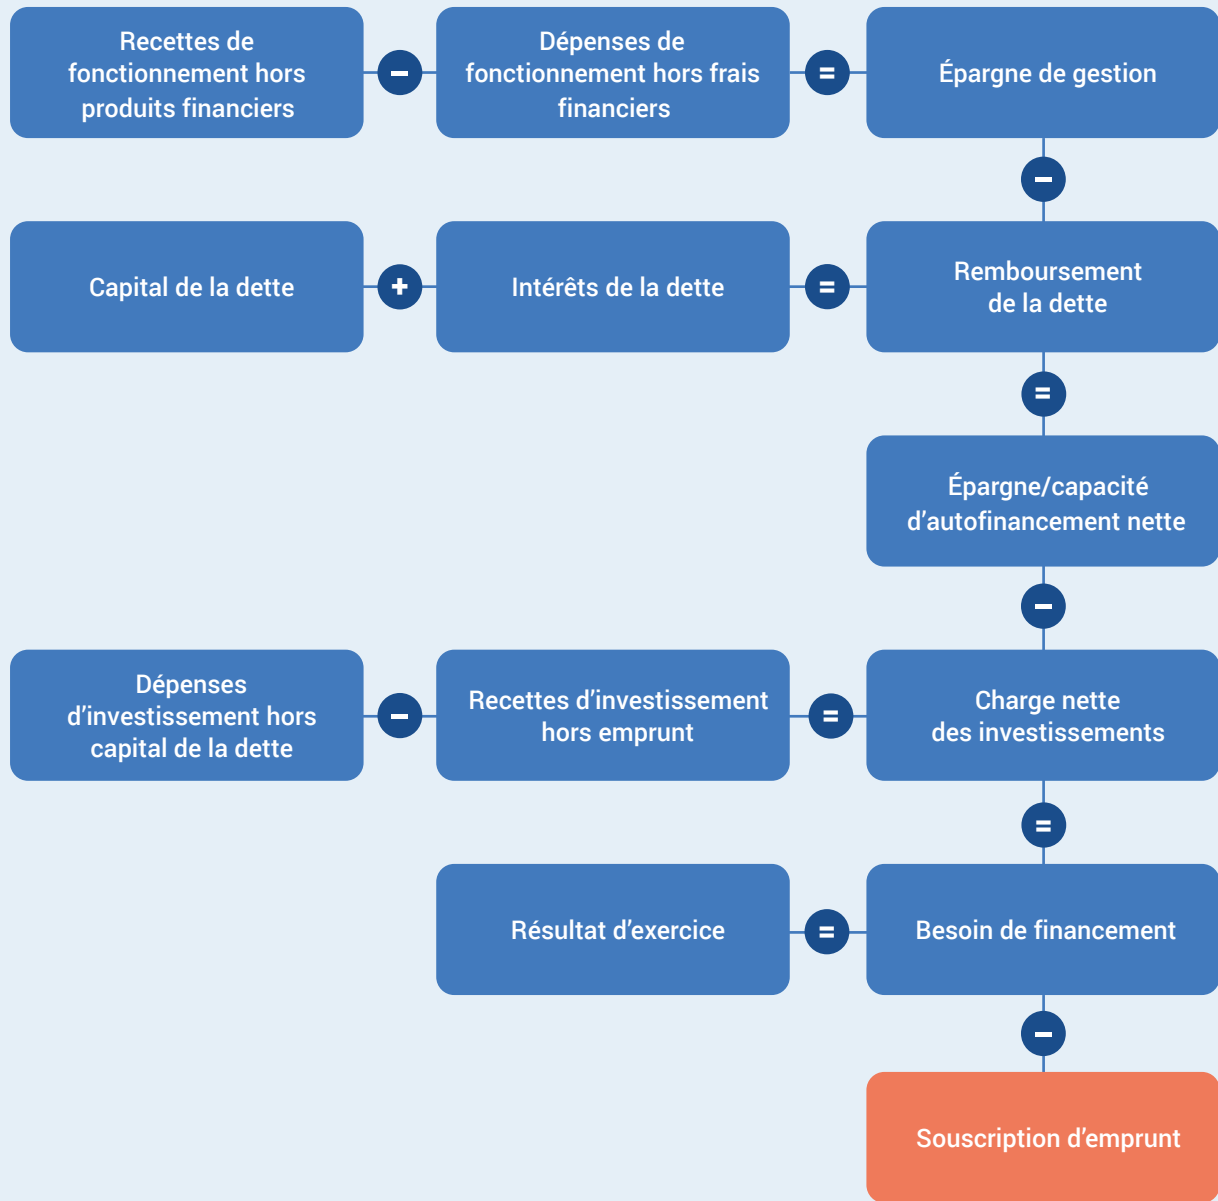 Recettes de
fonctionnement hors
produits financiers
–
Dépenses de
fonctionnement hors frais
financiers
=
Épargne de gestion
–
Capital de la dette
+
Intérêts de la dette
=
Remboursement
de la dette
=
Épargne/capacité
d’autofinancement nette
–
Dépenses
d’investissement hors
capital de la dette
–
Recettes d’investissement
hors emprunt
=
Charge nette
des investissements
=
Résultat d’exercice
=
Besoin de financement
–
Souscription d’emprunt